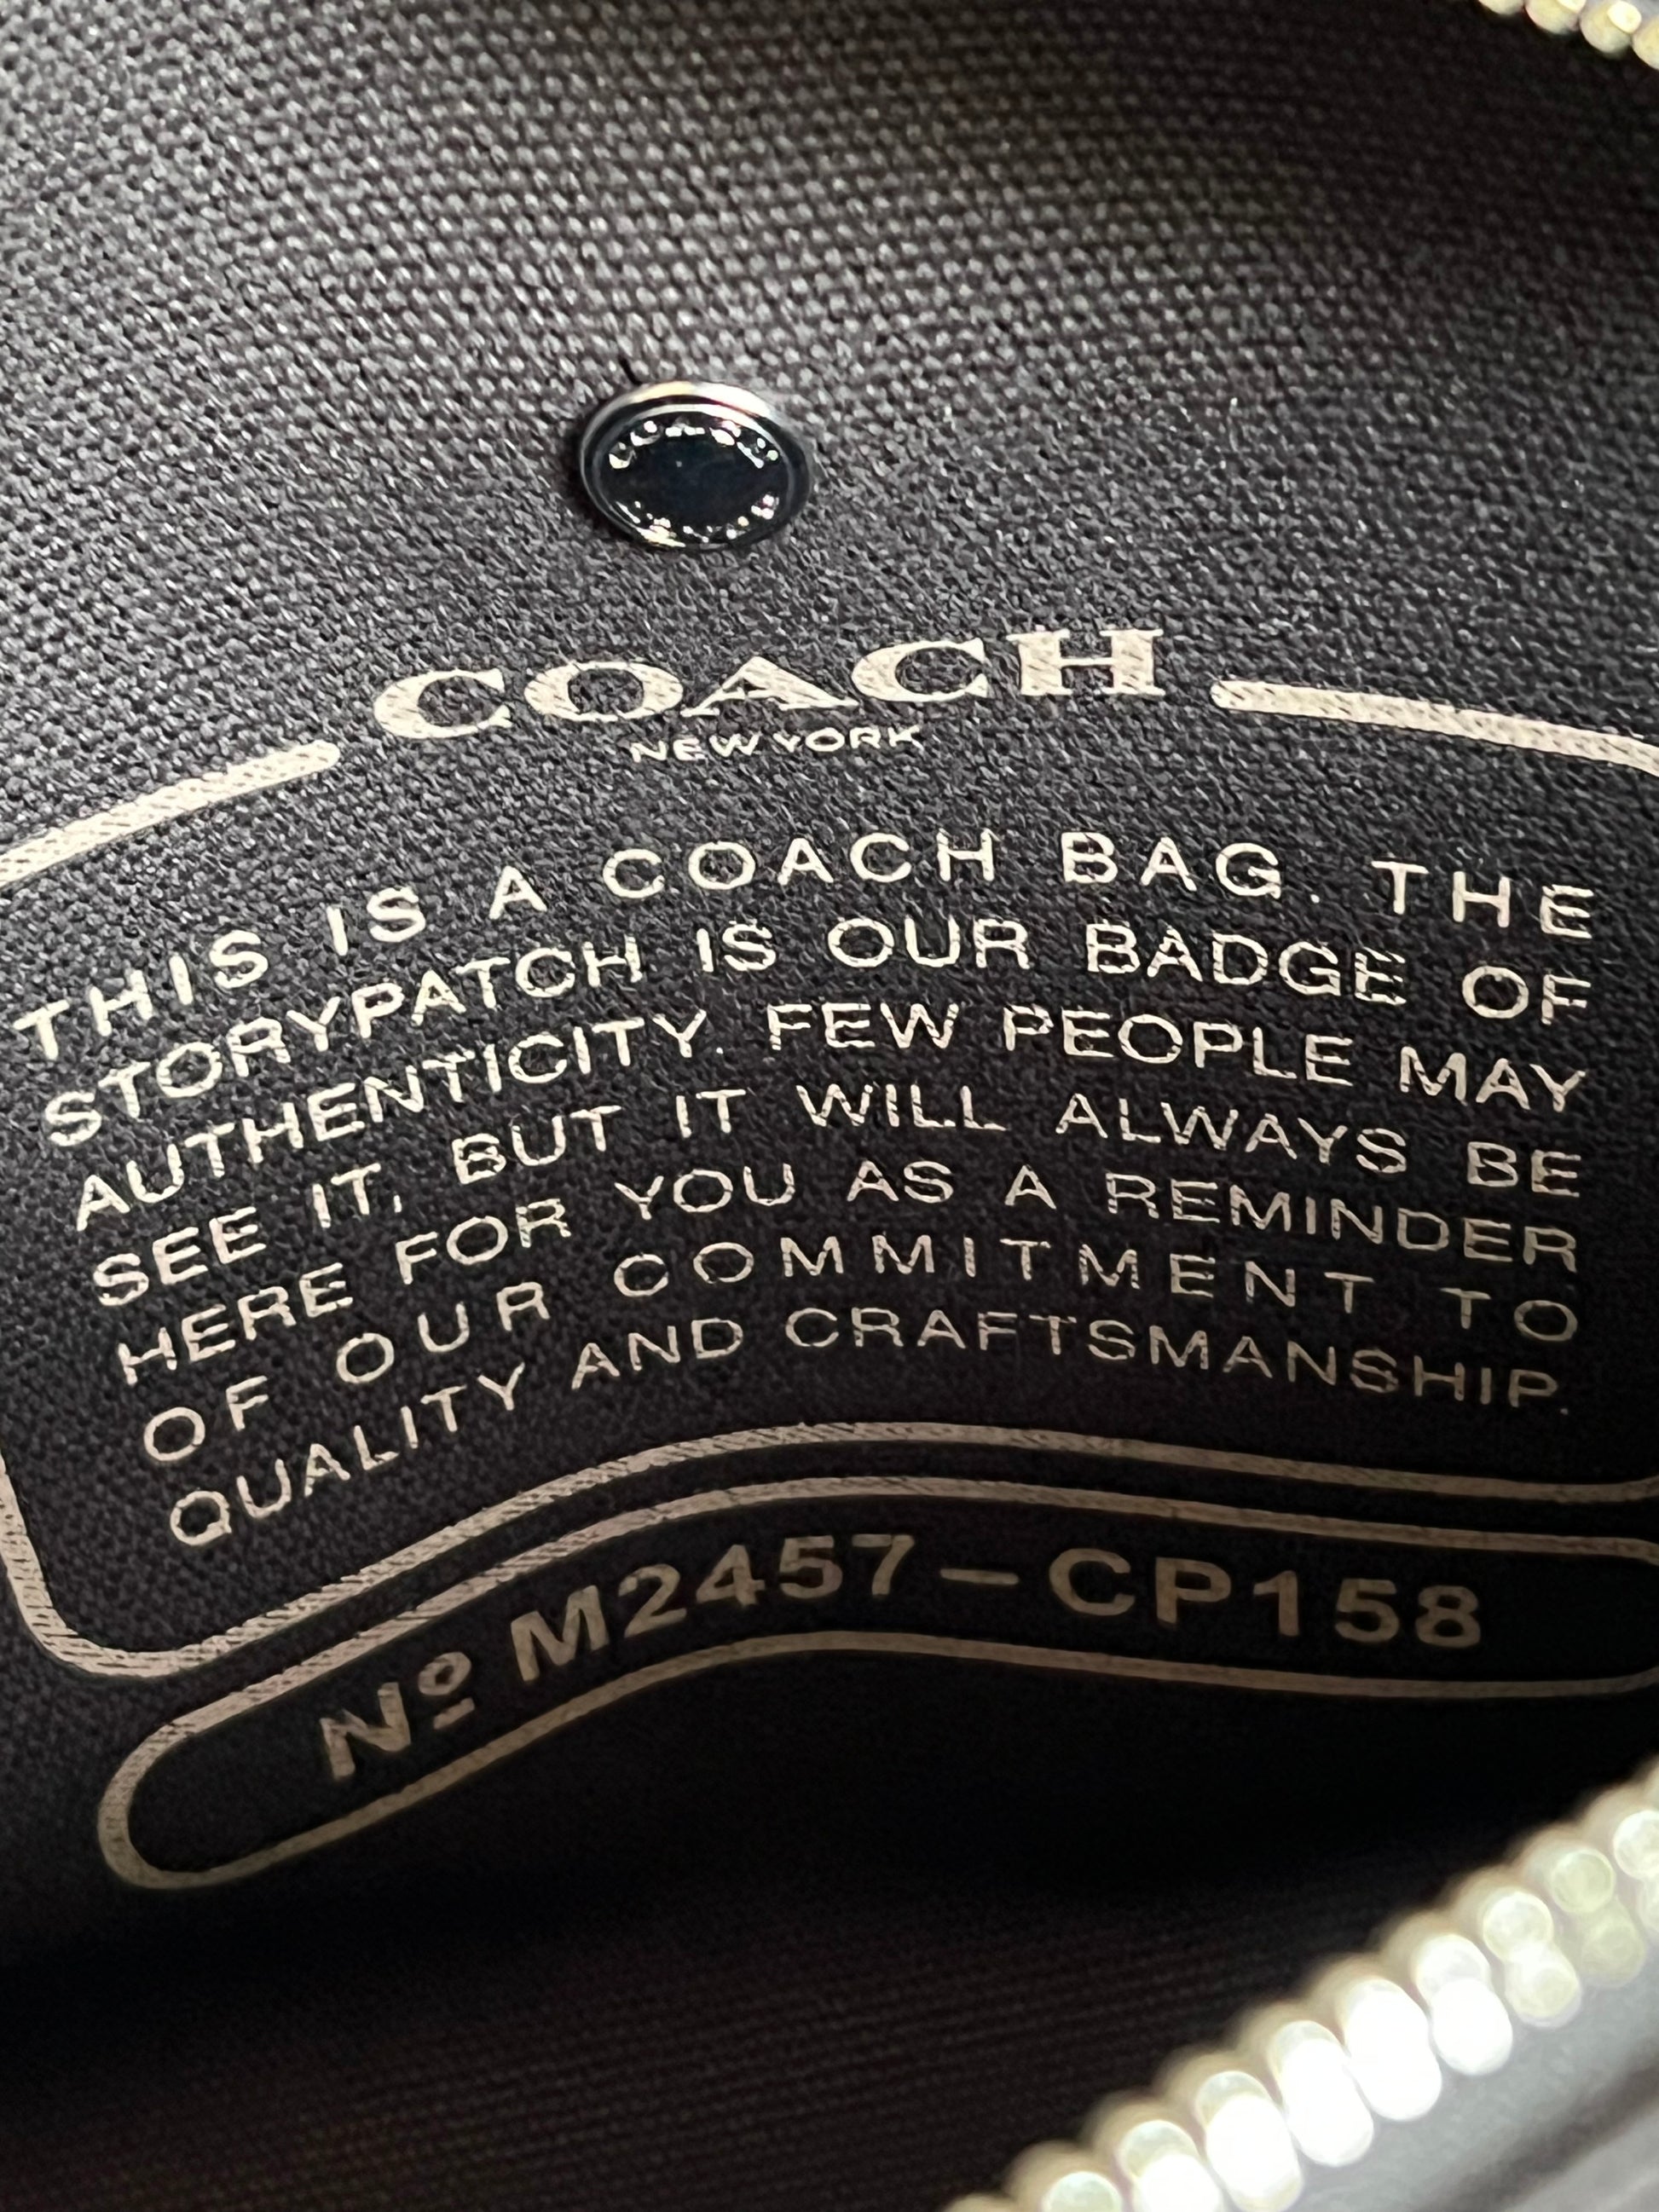 COACH
NEW YORK
THIS IS A COACH BAG. THE
STORYPATCH IS OUR BADGE OF
AUTHENTICITY. FEW PEOPLE MAY
SEE IT, BUT IT WILL ALWAYS BE
HERE FOR YOU AS A REMINDER
OF OUR COMMITMENT TO
QUALITY AND CRAFTSMANSHIP.
Nº M2457-CP158